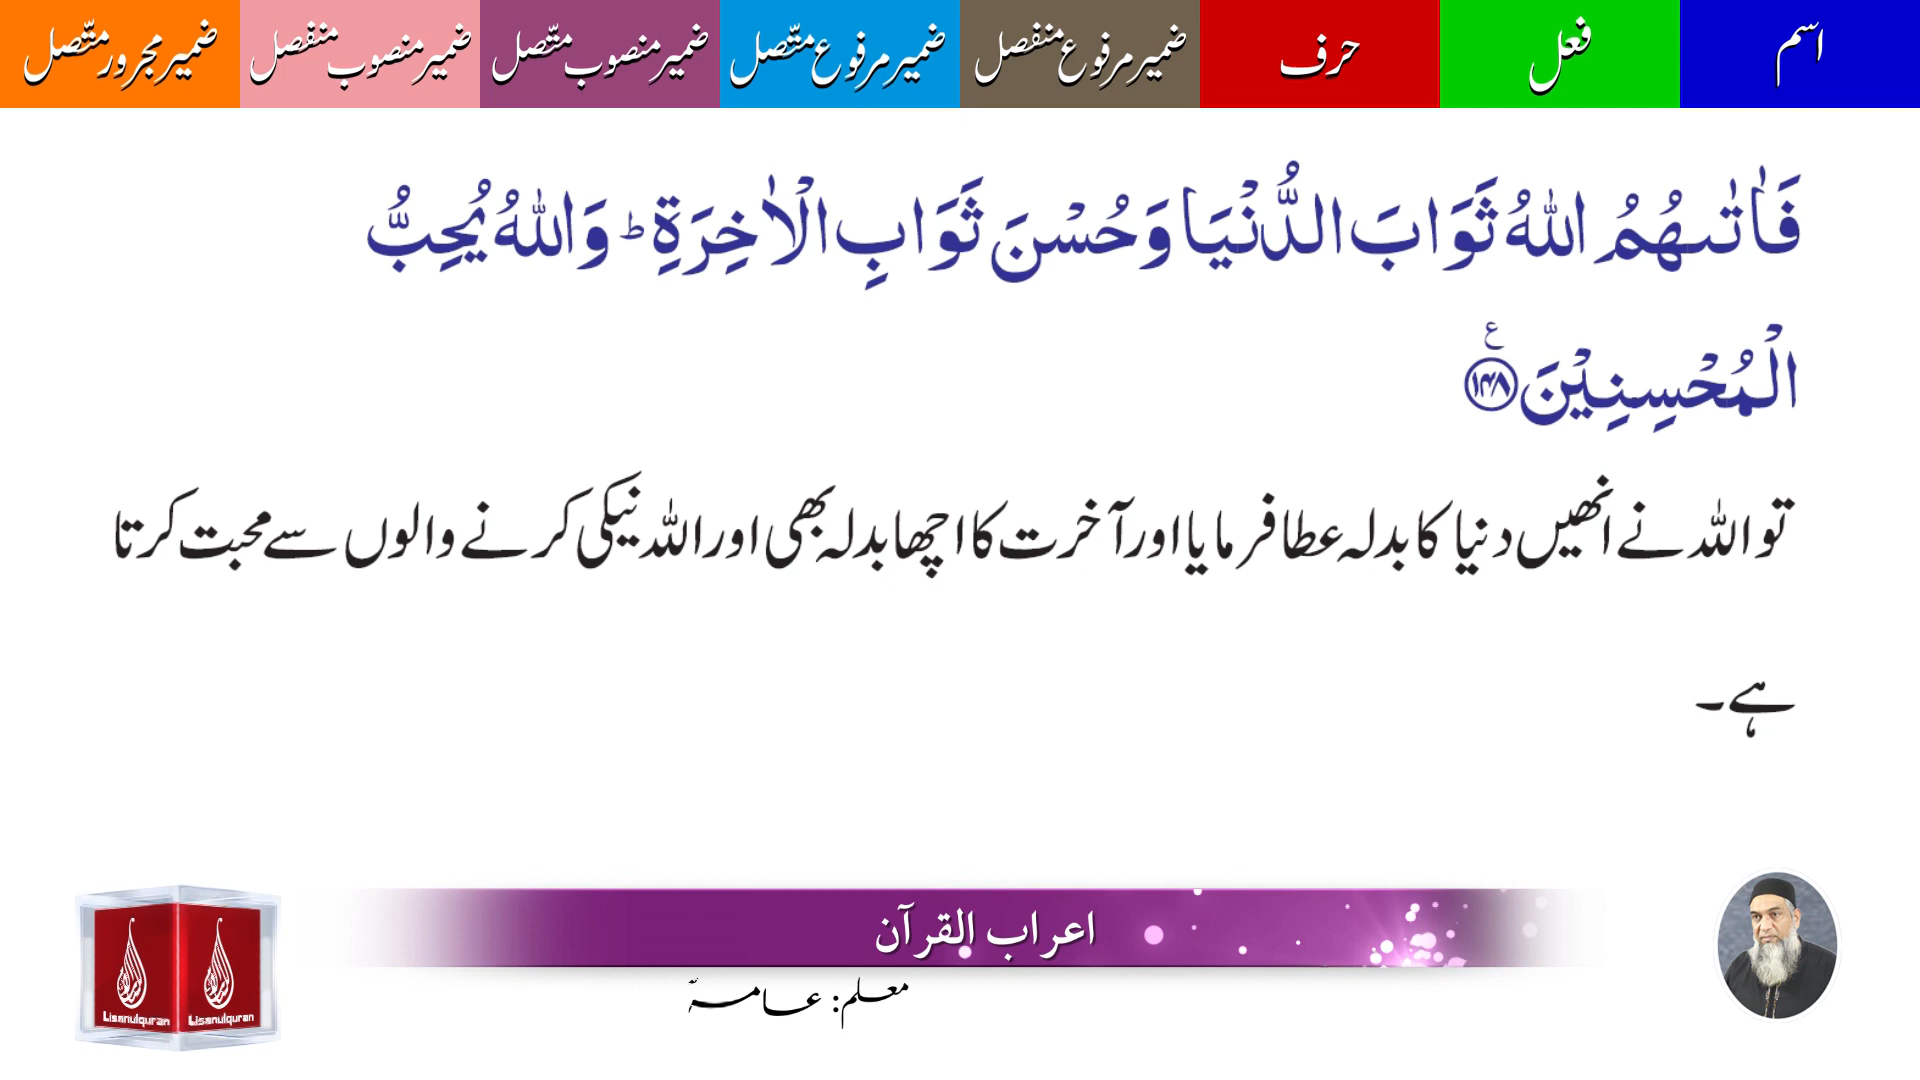 اسم فعل حرف ضمیر مرفوع منفصل ضمیر مرفوع متّصل ضمیر منصوب متّصل ضمیر منصوب منفصل ضمیر مجرور متّصل
فَاٰتٰىهُمُ اللّٰهُ ثَوَابَ الدُّنْيَا وَحُسْنَ ثَوَابِ الْاٰخِرَةِ ؕ وَاللّٰهُ يُحِبُّ
الْمُحْسِنِيْنَ ۧ ۱۴۸
تو اللہ نے انھیں دنیا کا بدلہ عطا فرمایا اور آخرت کا اچھا بدلہ بھی اور اللہ نیکی کرنے والوں سے محبت کرتا
ہے۔
اعراب القرآن
معلم: عامر
Lisanulquran Lisanulquran